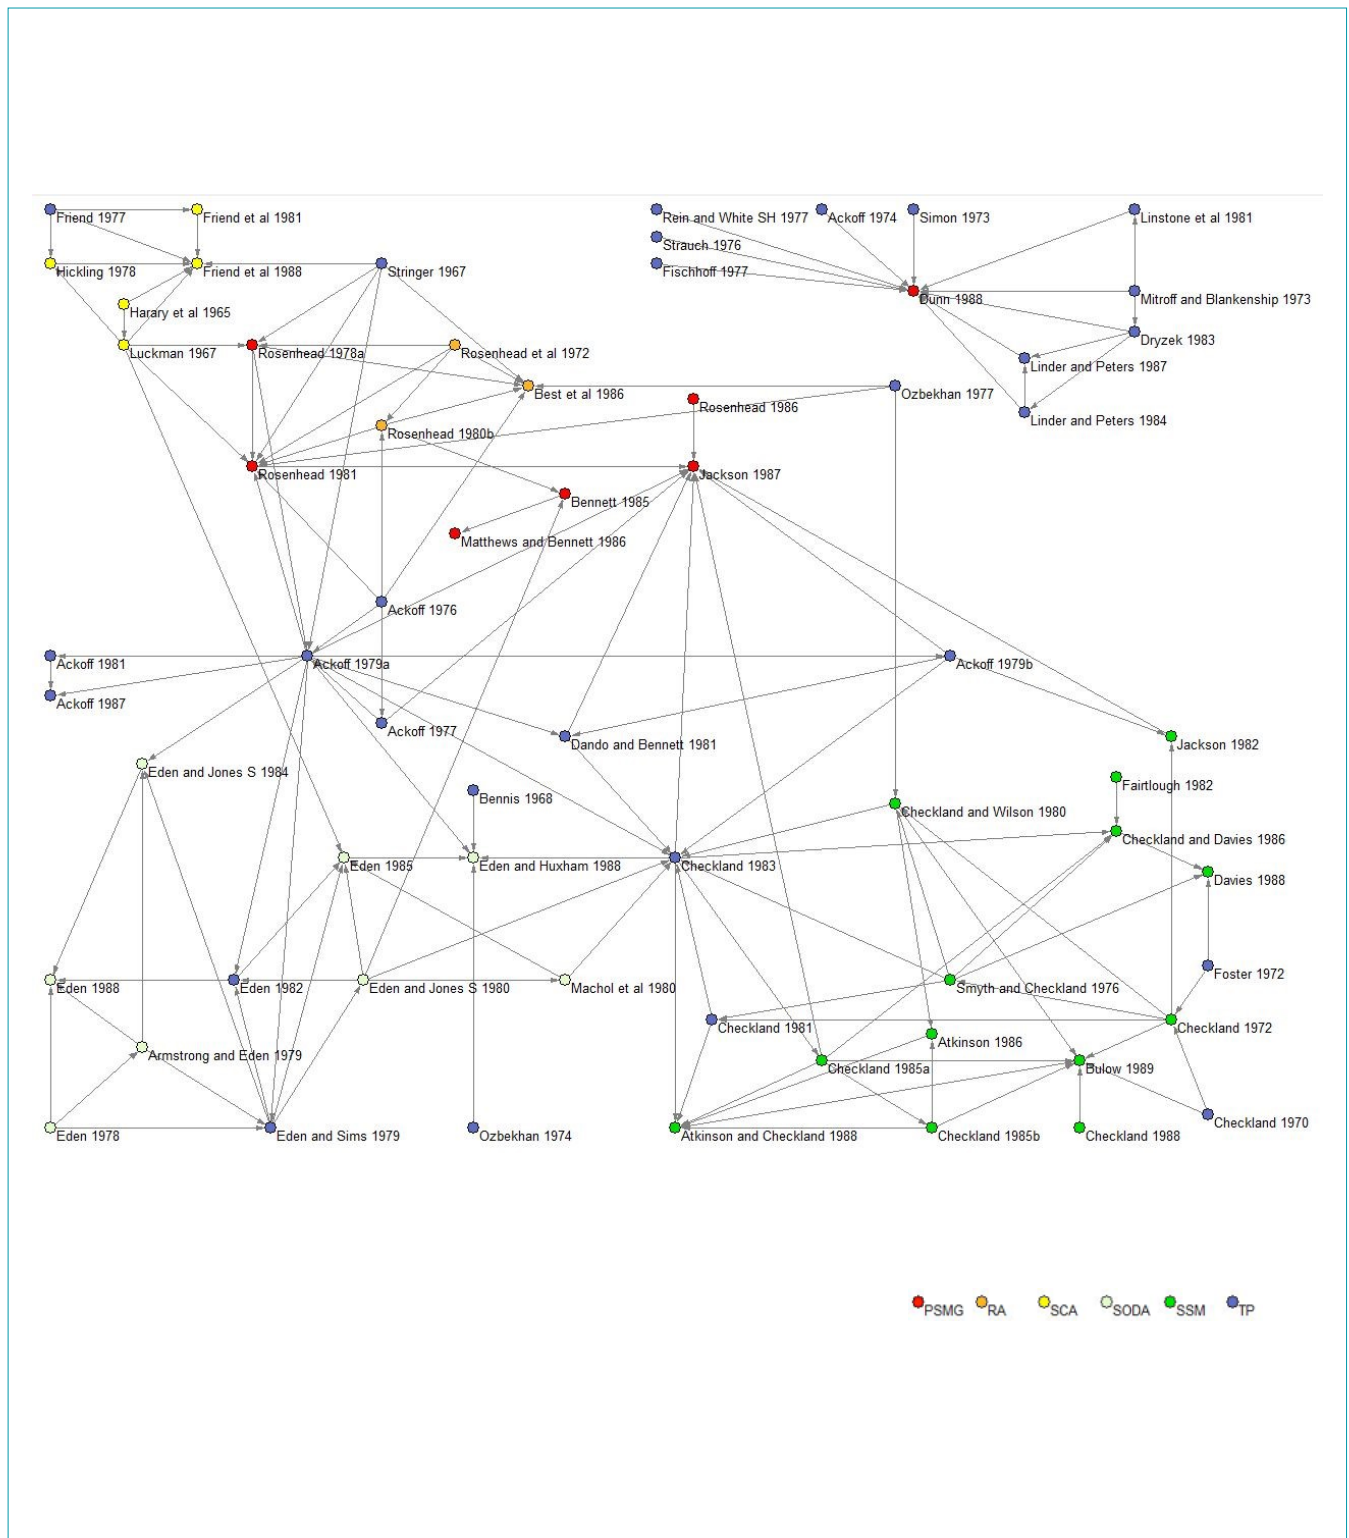 Friend 1977
Friend et al 1981
Rein and White SH 1977
Ackoff 1974
Simon 1973
Linstone et al 1981
Strauch 1976
Hickling 1978
Friend et al 1988
Stringer 1967
Fischhoff 1977
Dunn 1988
Mitroff and Blankenship 1973
Harary et al 1965
Dryzek 1983
Luckman 1967
Rosenhead 1978a
Rosenhead et al 1972
Linder and Peters 1987
Best et al 1986
Ozbekhan 1977
Rosenhead 1986
Linder and Peters 1984
Rosenhead 1980b
Rosenhead 1981
Jackson 1987
Bennett 1985
Matthews and Bennett 1986
Ackoff 1976
Ackoff 1981
Ackoff 1979a
Ackoff 1979b
Ackoff 1987
Ackoff 1977
Dando and Bennett 1981
Jackson 1982
Eden and Jones S 1984
Fairtlough 1982
Bennis 1968
Checkland and Wilson 1980
Checkland and Davies 1986
Eden 1985
Eden and Huxham 1988
Checkland 1983
Davies 1988
Eden 1988
Eden 1982
Eden and Jones S 1980
Machol et al 1980
Smyth and Checkland 1976
Foster 1972
Checkland 1981
Checkland 1972
Atkinson 1986
Armstrong and Eden 1979
Checkland 1985a
Bulow 1989
Checkland 1970
Eden 1978
Eden and Sims 1979
Ozbekhan 1974
Atkinson and Checkland 1988
Checkland 1985b
Checkland 1988
PSMG RA SCA SODA SSM TP